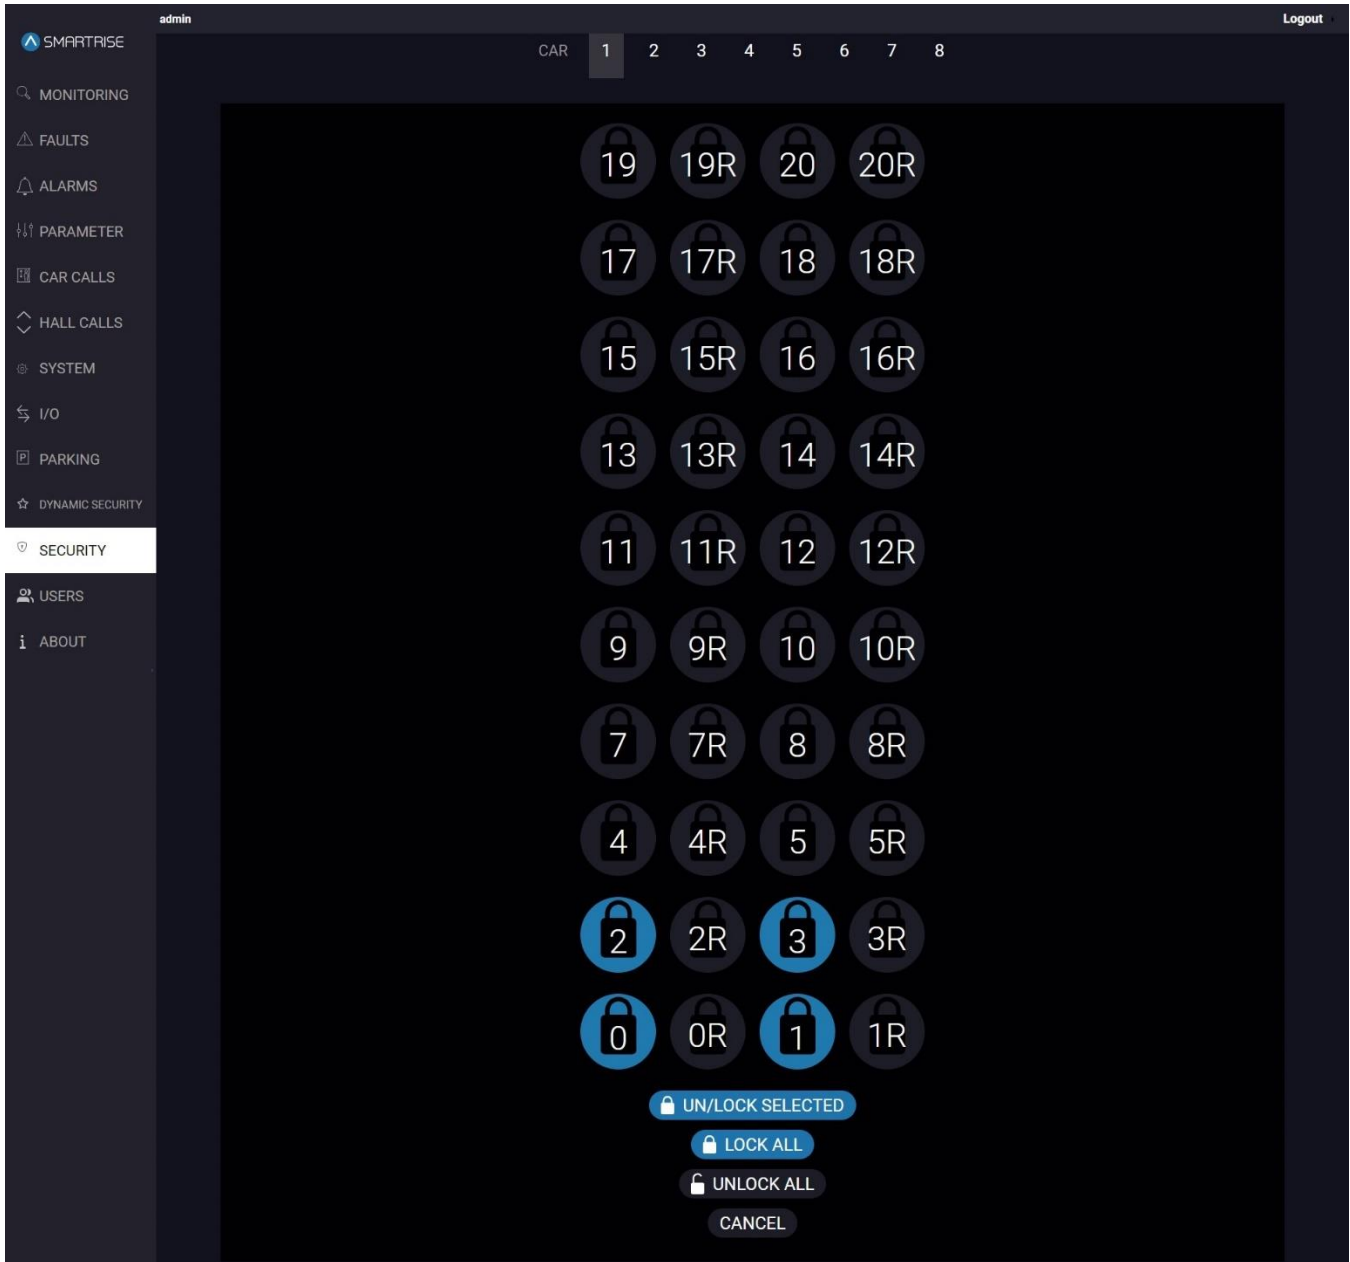 admin
Logout
SMARTRISE
CAR 1 2 3 4 5 6 7 8
MONITORING
FAULTS
ALARMS
PARAMETER
CAR CALLS
HALL CALLS
SYSTEM
I/O
P PARKING
DYNAMIC SECURITY
SECURITY
USERS
i ABOUT
19 19R 20 20R
17 17R 18 18R
15 15R 16 16R
13 13R 14 14R
11 11R 12 12R
9 9R 10 10R
7 7R 8 8R
4 4R 5 5R
2 2R 3 3R
0 0R 1 1R
UN/LOCK SELECTED
LOCK ALL
UNLOCK ALL
CANCEL